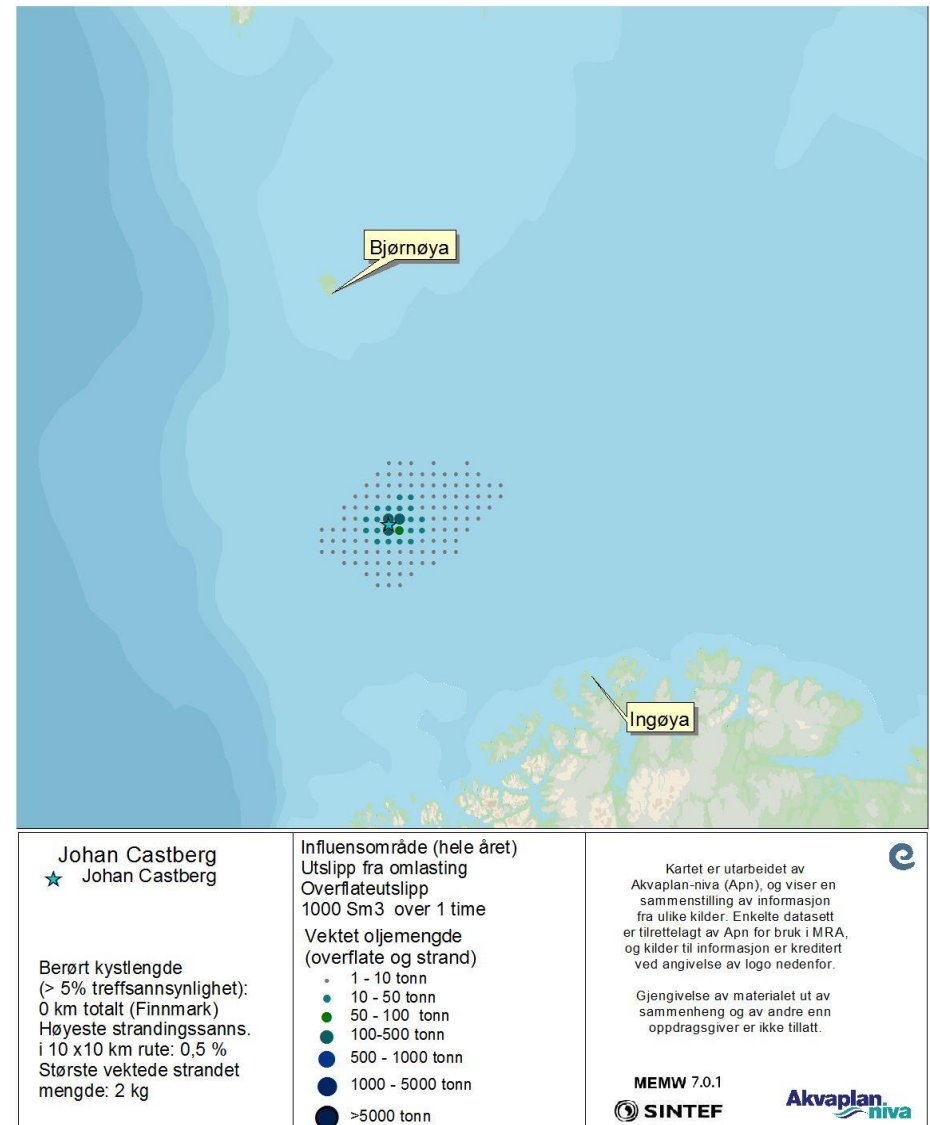 Bjørnøya
Ingøya
Johan Castberg
Johan Castberg
Berørt kystlengde
(> 5% treffsannsynlighet):
0 km totalt (Finnmark)
Høyeste strandingssanns.
i 10 x10 km rute: 0,5 %
Største vektede strandet
mengde: 2 kg
Influensområde (hele året)
Utslipp fra omlasting
Overflateutslipp
1000 Sm3 over 1 time
Vektet oljemengde
(overflate og strand)
1 - 10 tonn
10 - 50 tonn
50 - 100 tonn
100-500 tonn
500 - 1000 tonn
1000 - 5000 tonn
>5000 tonn
Kartet er utarbeidet av
Akvaplan-niva (Apn), og viser en
sammenstilling av informasjon
fra ulike kilder. Enkelte datasett
er tilrettelagt av Apn for bruk i MRA,
og kilder til informasjon er kreditert
ved angivelse av logo nedenfor.
Gjengivelse av materialet ut av
sammenheng og av andre enn
oppdragsgiver er ikke tillatt.
MEMW 7.0.1
SINTEF
Akvaplan
niva